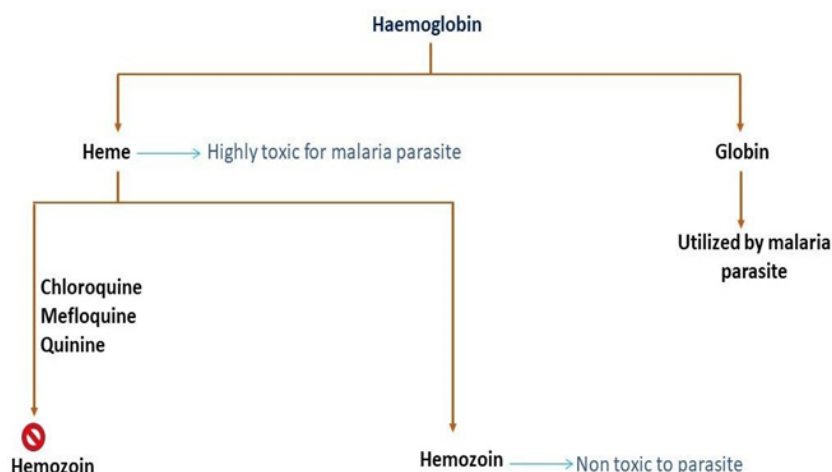 Haemoglobin
Heme
Highly toxic for malaria parasite
Globin
Utilized by malaria
parasite
Chloroquine
Mefloquine
Quinine
Hemozoin
Hemozoin
Non toxic to parasite